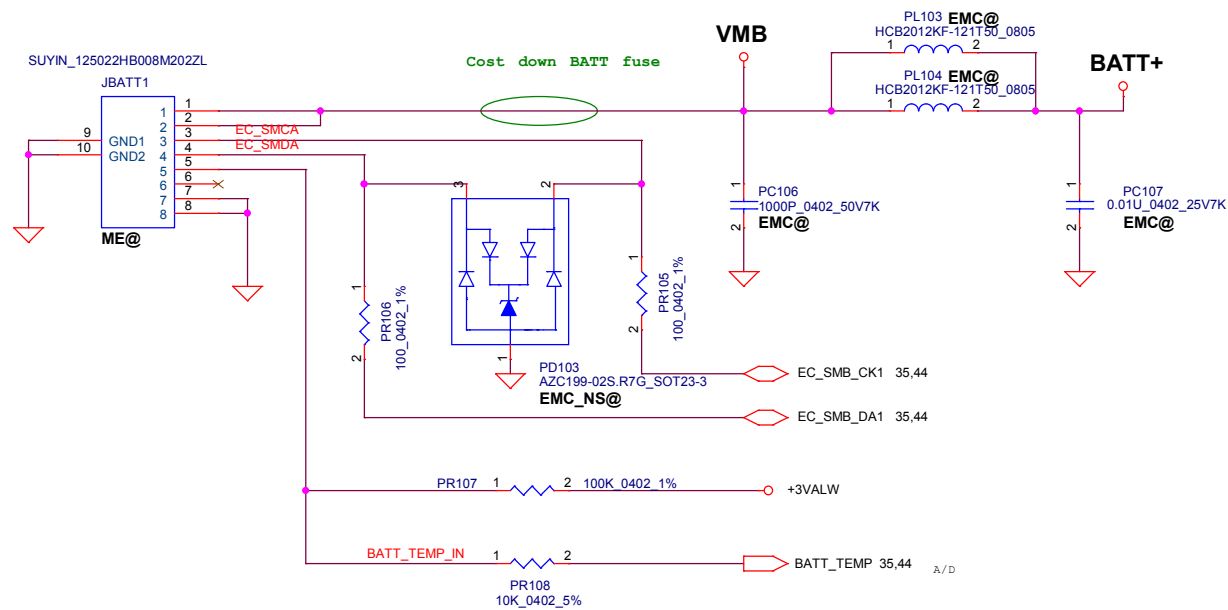 PL103 EMC@
HCB2012KF-121T50_0805
1 2
VMB
SUYIN_125022HB008M202ZL
Cost down BATT fuse
BATT+
JBATT1
PL104 EMC@
HCB2012KF-121T50_0805
1 2
1 1
2 2
EC_SMCA
9 GND1 3 3
EC_SMDA
10 GND2 4 4
5 5
6 6
7 7
8 8
ME@
3 2
1
PC106
1000P_0402_50V7K
EMC@
2
1
PC107
0.01U_0402_25V7K
EMC@
2
1
PR106
100_0402_1%
2
1
PR105
100_0402_1%
2
1
PD103
AZC199-02S.R7G_SOT23-3
EMC_NS@
EC_SMB_CK1 35,44
EC_SMB_DA1 35,44
PR107 1 2 100K_0402_1%
+3VALW
BATT_TEMP_IN 1 2
BATT_TEMP 35,44 A/D
PR108
10K_0402_5%